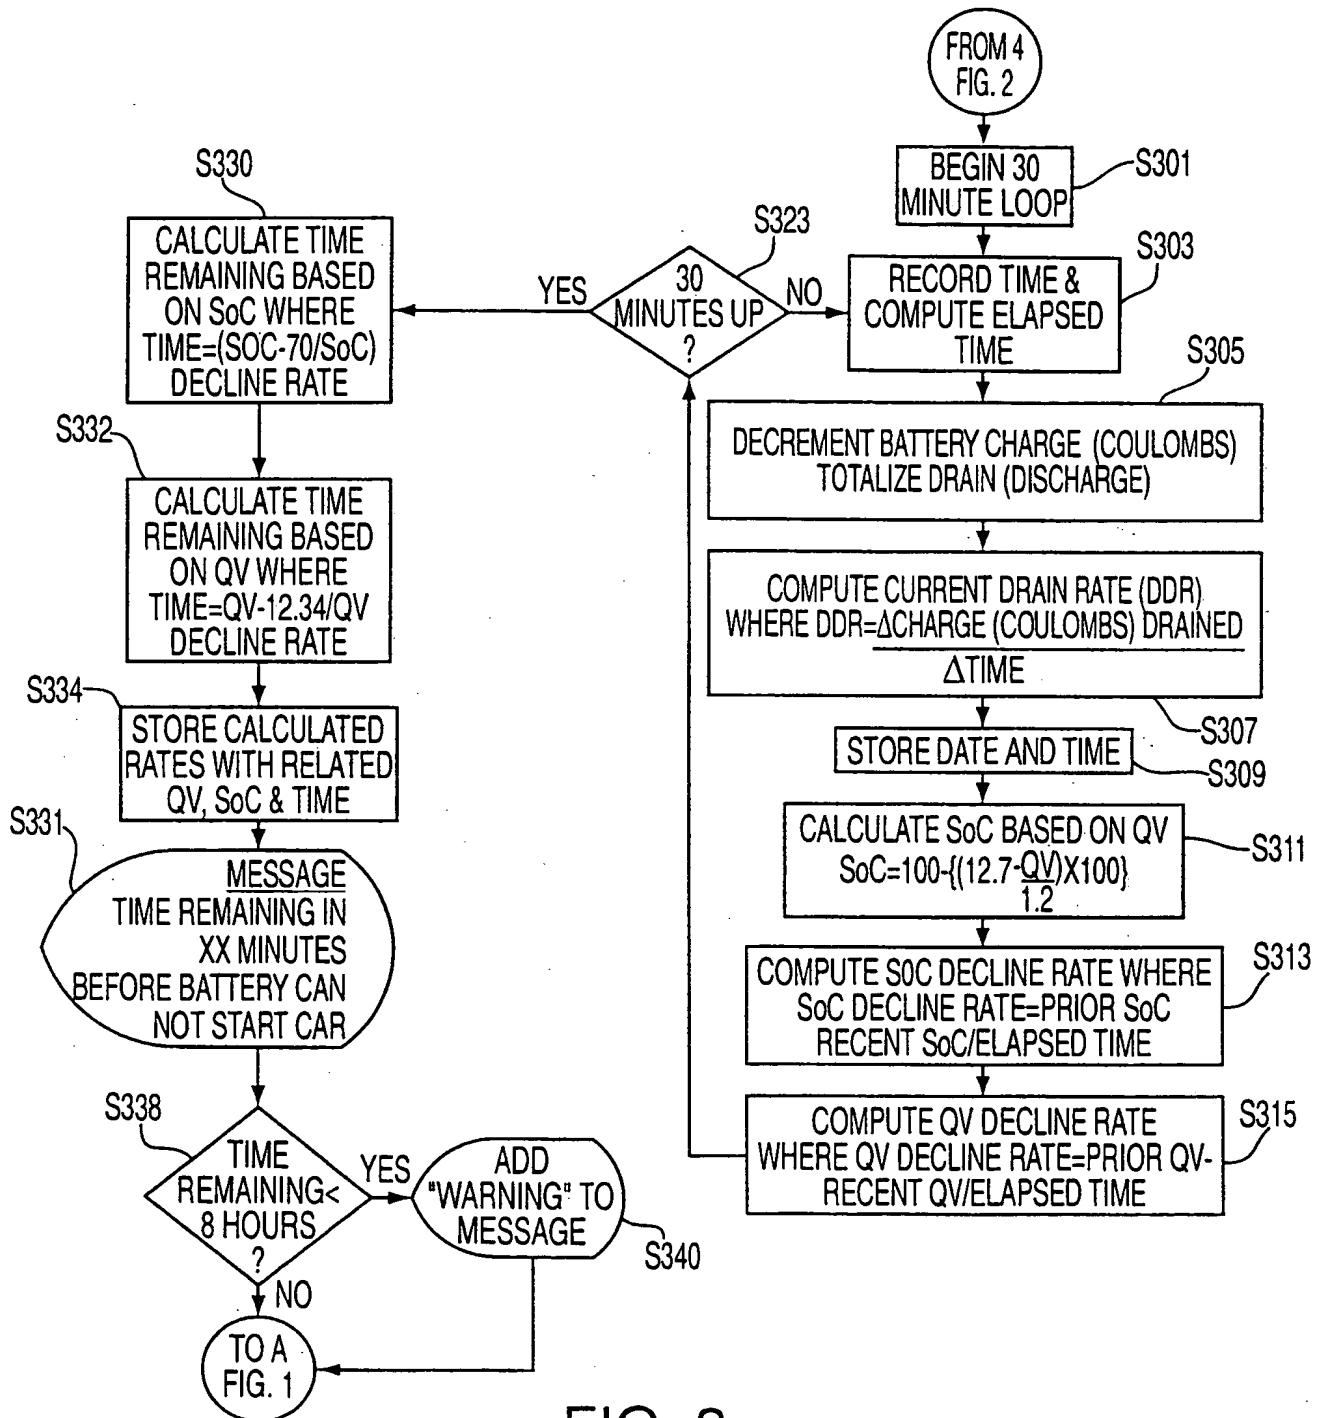 FROM 4
FIG. 2
S301
BEGIN 30
MINUTE LOOP
S303
RECORD TIME &
COMPUTE ELAPSED
TIME
S305
DECREMENT BATTERY CHARGE (COULOMBS)
TOTALIZE DRAIN (DISCHARGE)
COMPUTE CURRENT DRAIN RATE (DDR)
WHERE DDR=ΔCHARGE (COULOMBS) DRAINED
ΔTIME
S307
STORE DATE AND TIME
S309
CALCULATE SoC BASED ON QV
SoC=100-{(12.7-QV)X100}
1.2
S311
COMPUTE SOC DECLINE RATE WHERE
SoC DECLINE RATE=PRIOR SoC
RECENT SoC/ELAPSED TIME
S313
COMPUTE QV DECLINE RATE
WHERE QV DECLINE RATE=PRIOR QV-
RECENT QV/ELAPSED TIME
S315
S323
30
MINUTES UP
?
YES
NO
S330
CALCULATE TIME
REMAINING BASED
ON SoC WHERE
TIME=(SOC-70/SoC)
DECLINE RATE
S332
CALCULATE TIME
REMAINING BASED
ON QV WHERE
TIME=QV-12.34/QV
DECLINE RATE
S334
STORE CALCULATED
RATES WITH RELATED
QV, SoC & TIME
S331
MESSAGE
TIME REMAINING IN
XX MINUTES
BEFORE BATTERY CAN
NOT START CAR
S338
TIME
REMAINING<
8 HOURS
?
YES
NO
ADD
"WARNING" TO
MESSAGE
S340
TO A
FIG. 1